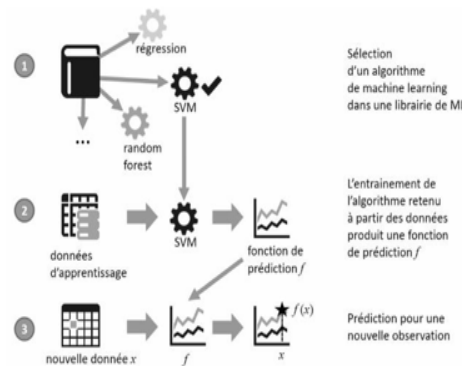 1
régression
SVM
...
random
forest
Sélection
d'un algorithme
de machine learning
dans une librairie de Ml
2
données
d'apprentissage
SVM
fonction de
prédiction f
L'entrainement de
l'algorithme retenu
à partir des données
produit une fonction
de prédiction f
3
nouvelle donnée x
f
f(x)
x
Prédiction pour une
nouvelle observation